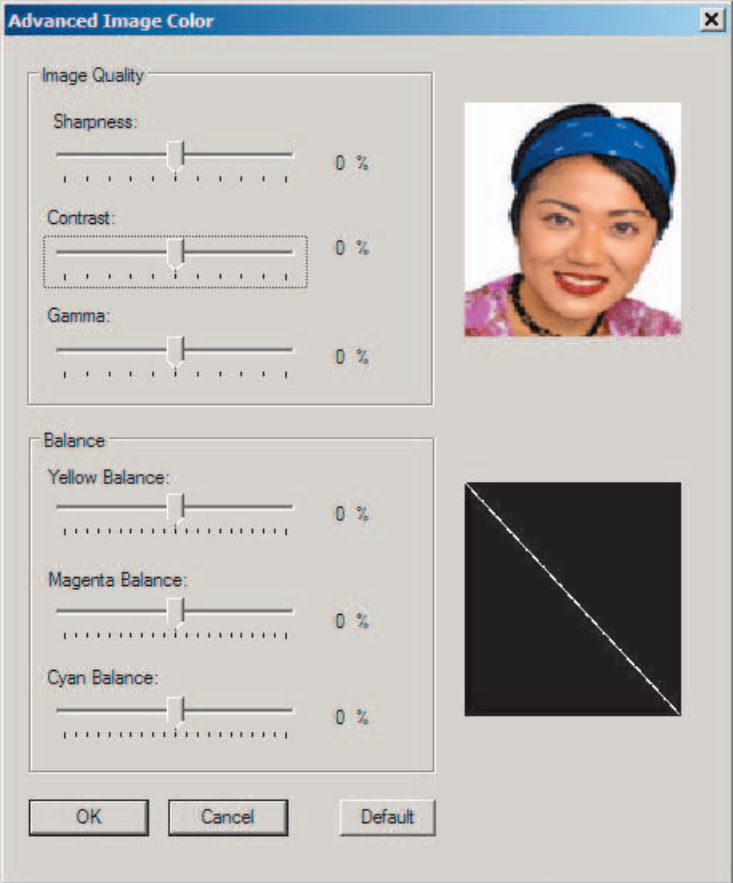 Advanced Image Color
Image Quality
Sharpness:
0 %
Contrast:
0 %
Gamma:
0 %
Balance
Yellow Balance:
0 %
Magenta Balance:
0 %
Cyan Balance:
0 %
OK Cancel Default